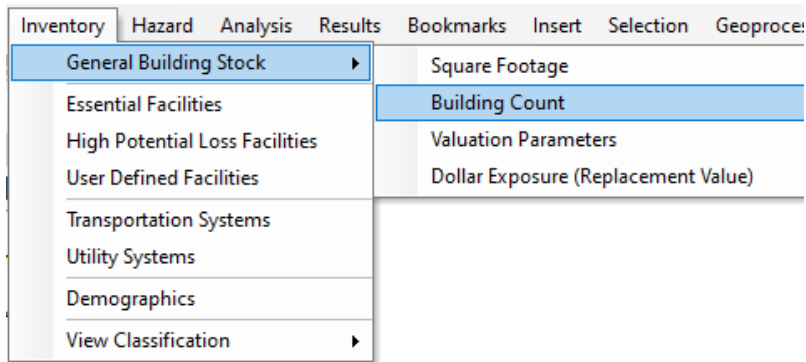 Inventory Hazard Analysis Results Bookmarks Insert Selection
General Building Stock
Square Footage
Building Count
Valuation Parameters
Dollar Exposure (Replacement Value)
Essential Facilities
High Potential Loss Facilities
User Defined Facilities
Transportation Systems
Utility Systems
Demographics
View Classification